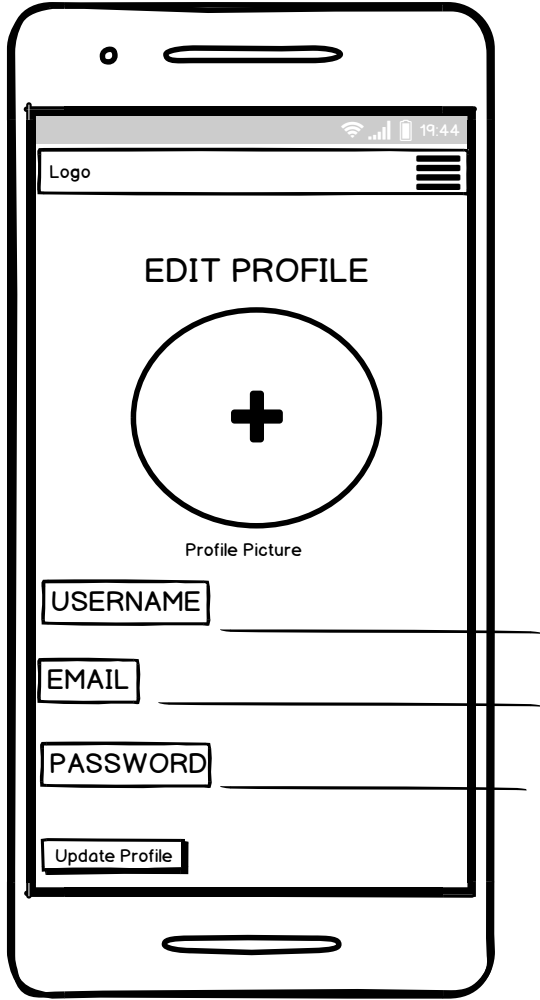 19:44
Logo
EDIT PROFILE
Profile Picture
USERNAME
EMAIL
PASSWORD
Update Profile